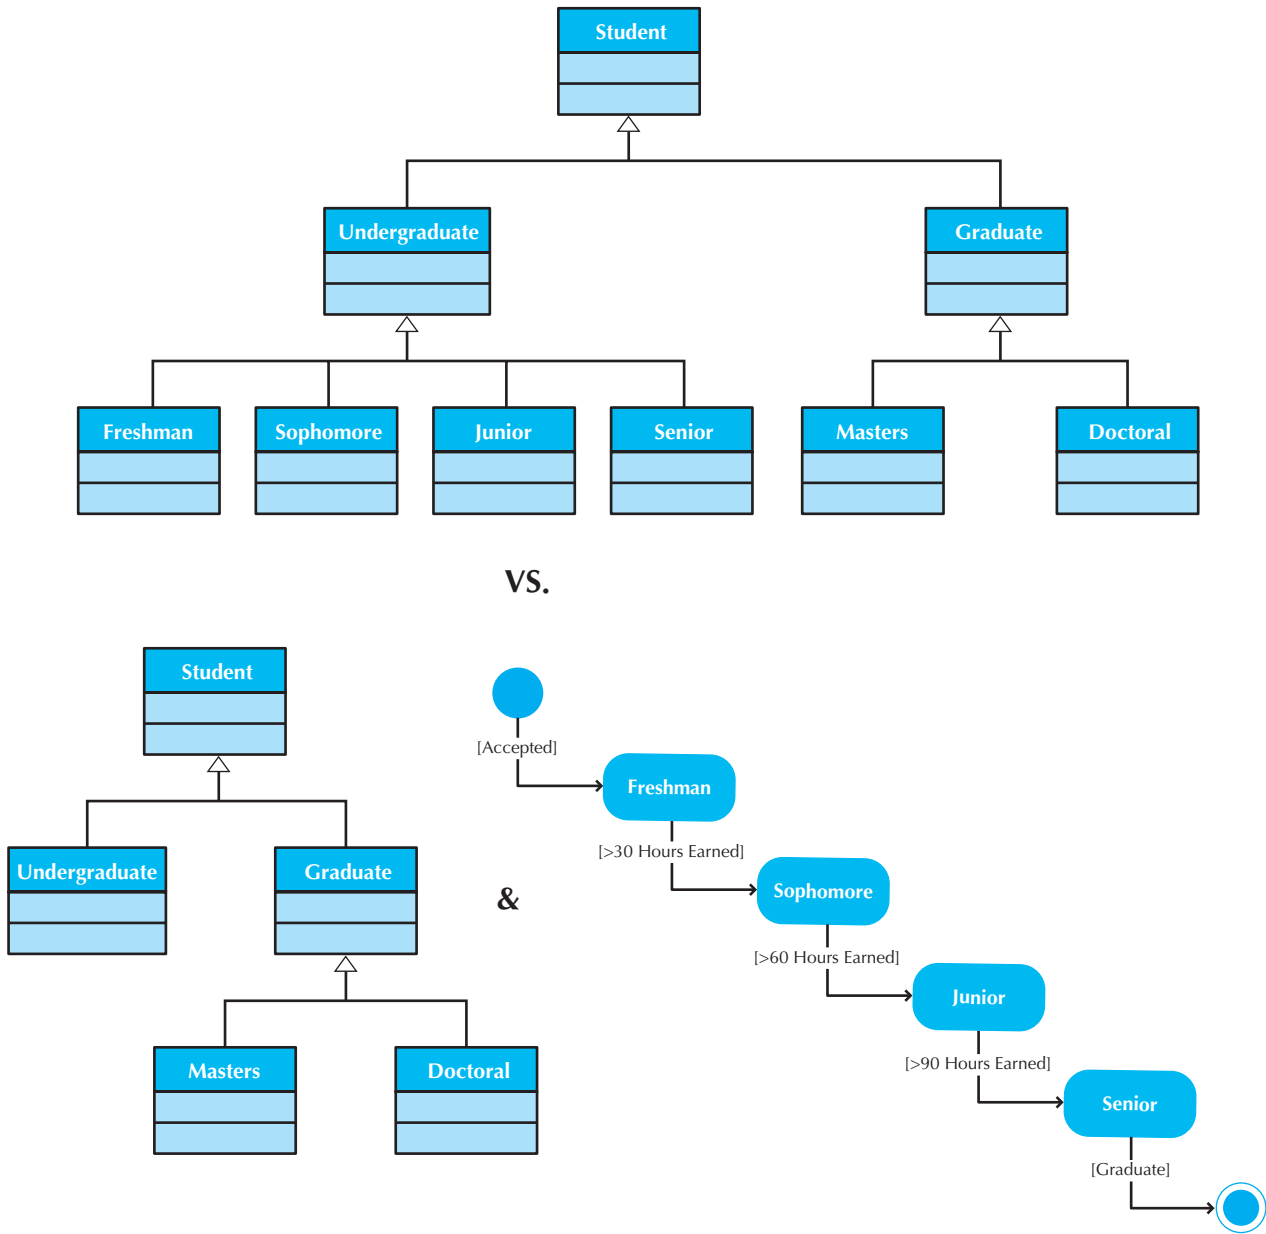 Student
Undergraduate
Graduate
Freshman
Sophomore
Junior
Senior
Masters
Doctoral
VS.
Student
Undergraduate
Graduate
Masters
Doctoral
&
[Accepted]
Freshman
[>30 Hours Earned]
Sophomore
[>60 Hours Earned]
Junior
[>90 Hours Earned]
Senior
[Graduate]